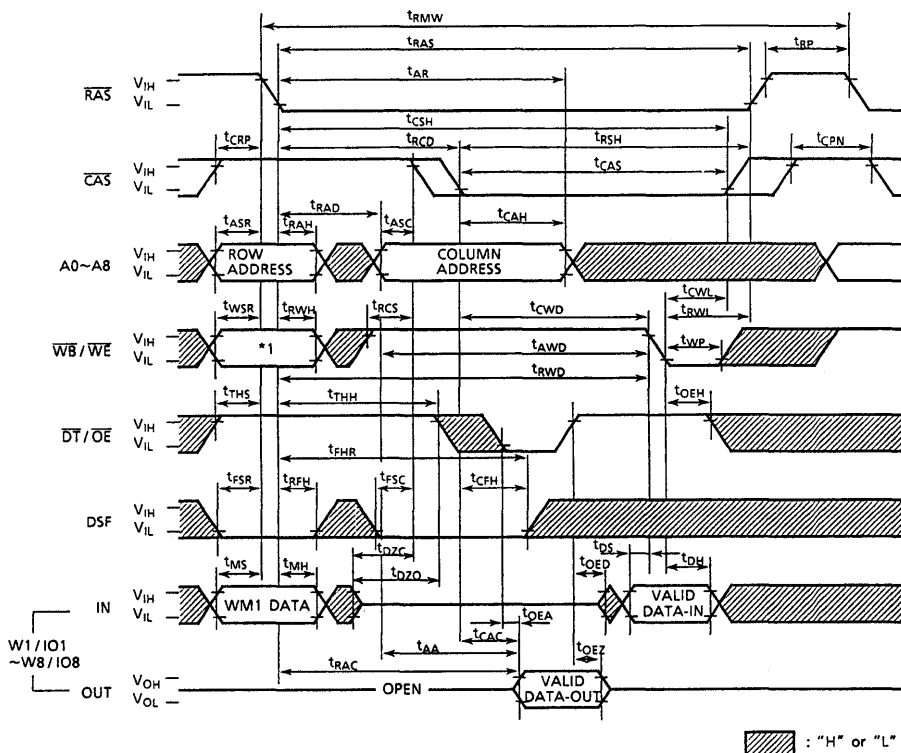 tRMW
tRAS
tRP
tAR
RAS
VIH
VIL
tCSH
tCRP
tRCD
tRSH
tCPN
CAS
VIH
VIL
tCAS
tRAD
tASR
tRAH
tASC
tCAH
A0~A8
VIH
VIL
ROW ADDRESS
COLUMN ADDRESS
tCWL
tWSR
tRWH
tRCS
tCWD
tRWL
WB/WE
VIH
VIL
*1
tAWD
tWP
tRWD
tTHS
tTHH
tOEH
DT/OE
VIH
VIL
tFHR
tFSR
tRFH
tFSC
tCFH
DSF
VIH
VIL
tDZC
tDS
tMS
tMH
tDZO
tOED
tDH
IN
VIH
VIL
WM1 DATA
VALID DATA-IN
tOEA
W1/IO1
~W8/IO8
tCAC
tAA
tOEZ
tRAC
OUT
VOH
VOL
OPEN
VALID DATA-OUT
: "H" or "L"